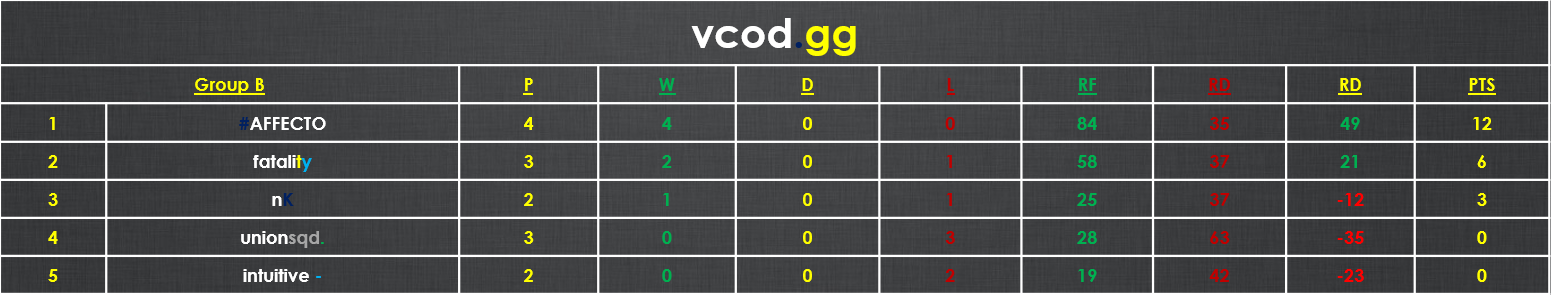 vcod.gg
Group B P W D L RF RD RD PTS
1 #AFFECTO 4 4 0 0 84 35 49 12
2 fatality 3 2 0 1 58 37 21 6
3 nK 2 1 0 1 25 37 -12 3
4 unionsqd. 3 0 0 3 28 63 -35 0
5 intuitive - 2 0 0 2 19 42 -23 0